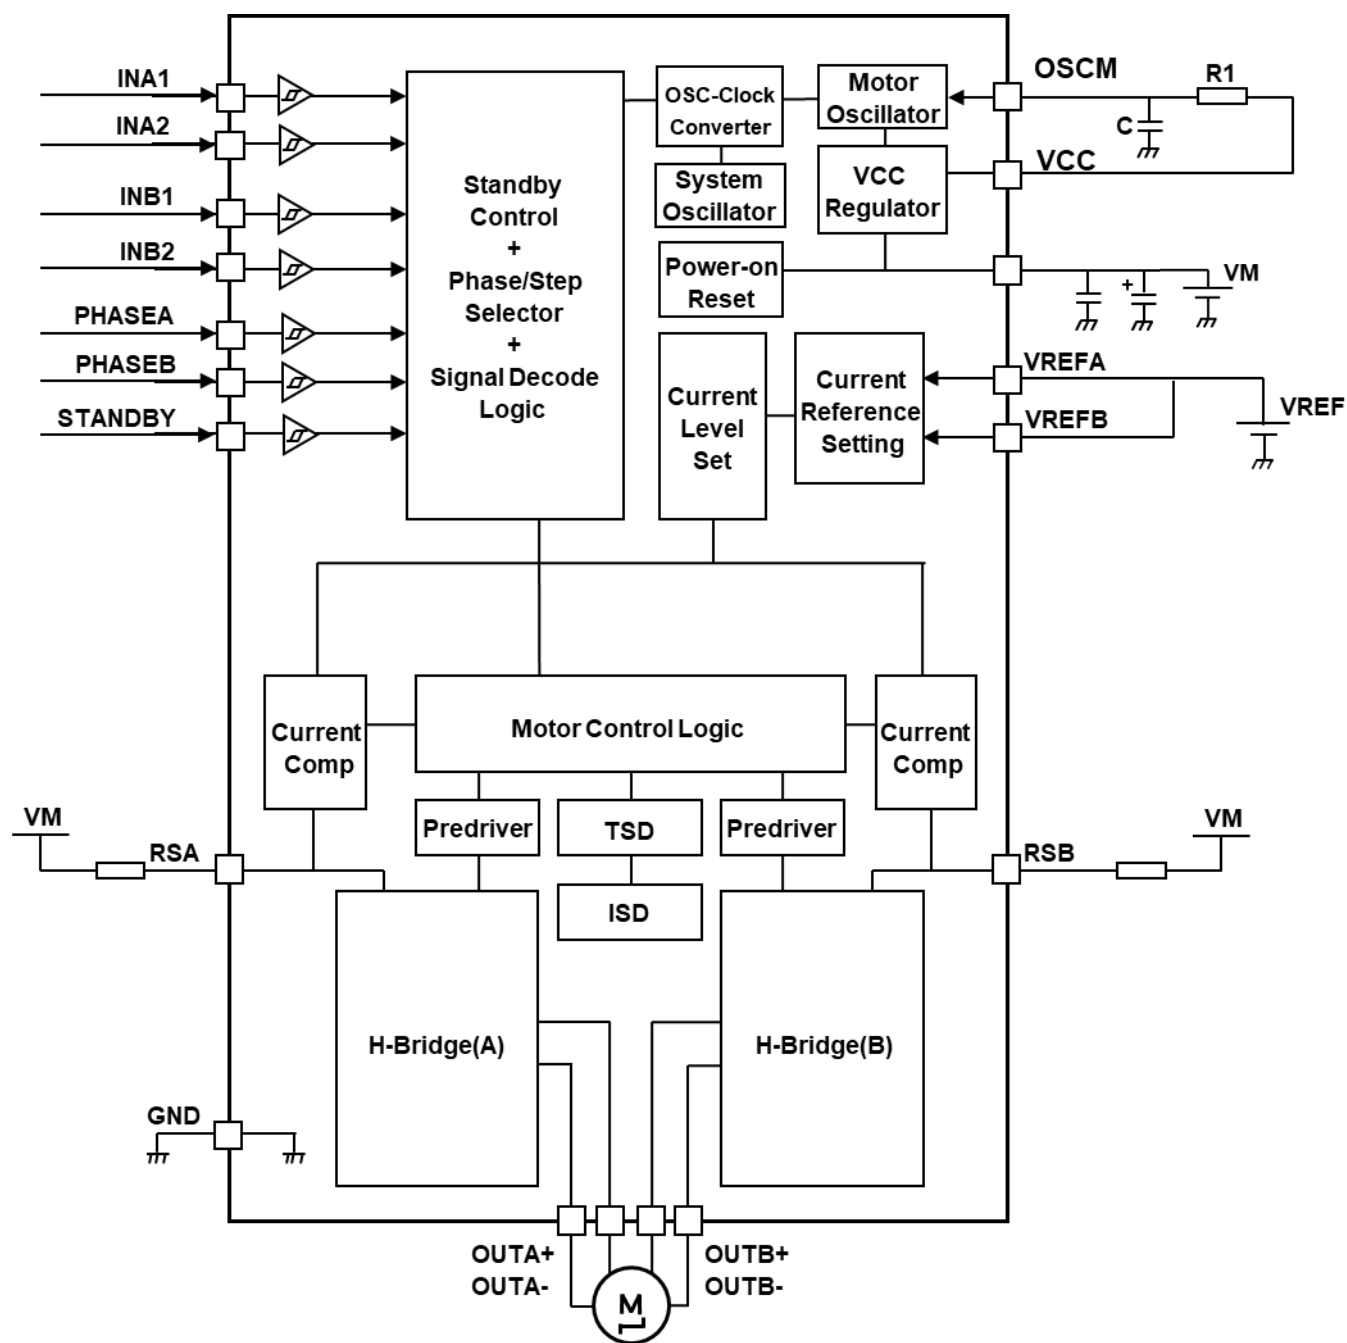 INA1
INA2
INB1
INB2
PHASEA
PHASEB
STANDBY
Standby
Control
+
Phase/Step
Selector
+
Signal Decode
Logic
OSC-Clock
Converter
System
Oscillator
Motor
Oscillator
VCC
Regulator
Power-on
Reset
Current
Level
Set
Current
Reference
Setting
OSCM
R1
C
VCC
+
VM
VREFA
VREFB
VREF
Current
Comp
Motor Control Logic
Current
Comp
Predriver
TSD
Predriver
ISD
VM
RSA
RSB
VM
H-Bridge(A)
H-Bridge(B)
GND
OUTA+
OUTA-
OUTB+
OUTB-
M